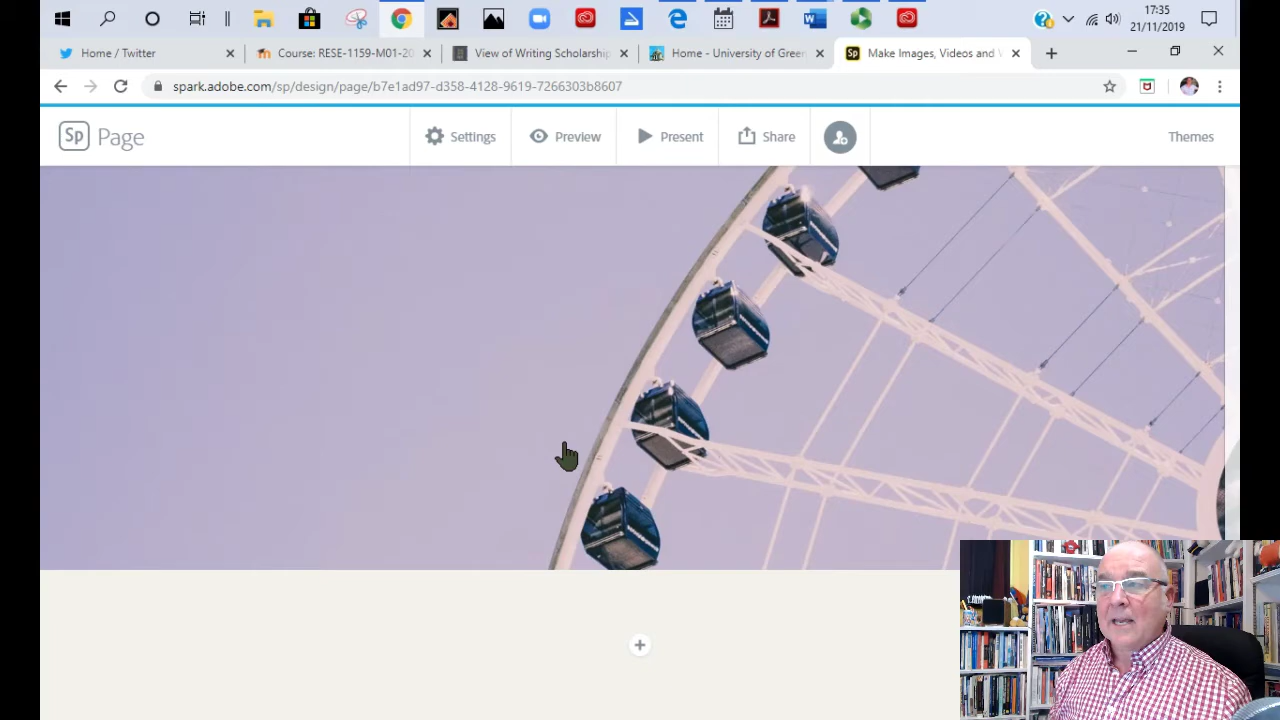 17:35
21/11/2019
Home / Twitter
Course: RESE-1159-M01-20
View of Writing Scholarship
Home - University of Green
Make Images, Videos and
spark.adobe.com/sp/design/page/b7e1ad97-d358-4128-9619-7266303b8607
Sp Page
Settings
Preview
Present
Share
Themes